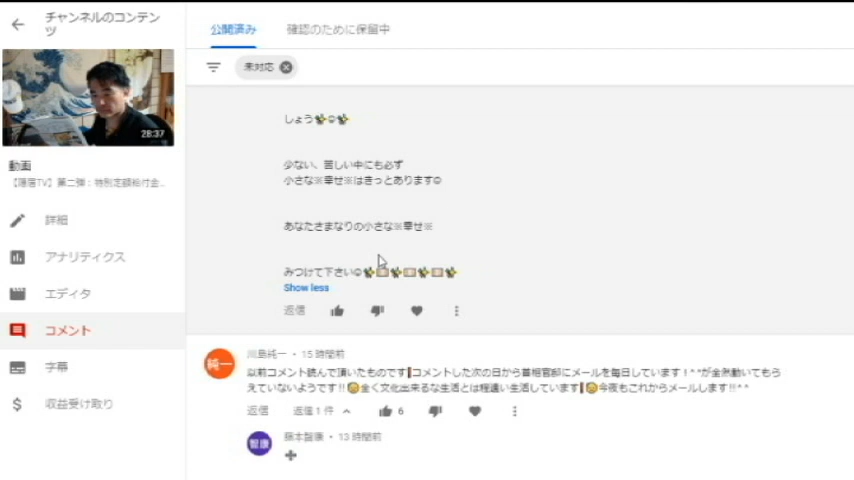 チャンネルのコンテン
ツ
28:37
動画
【隠居TV】第二弾：特別定額給付金...
詳細
アナリティクス
エディタ
コメント
字幕
収益受け取り
公開済み
確認のために保留中
未対応
しょう
少ない、苦しい中にも必ず
小さな※幸せ※はきっとあります☺
あなたさまなりの小さな※幸せ※
みつけて下さい☺
Show less
返信
純一
川島純一 • 15 時間前
以前コメント読んで頂いたものです コメントした次の日から首相官邸にメールを毎日しています！^^が全然動いてもら
えていないようです!! 全く文化出来るな生活とは程遠い生活しています 今夜もこれからメールします!!^^
返信
返信 1 件
6
智康
藤本智康 • 13 時間前